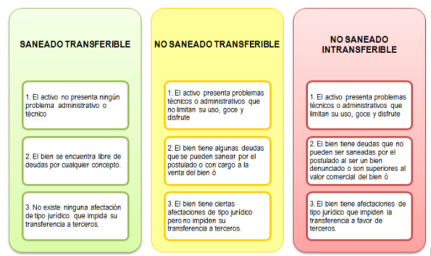 SANEADO TRANSFERIBLE
1. El activo no presenta ningún
problema administrativo o
técnico
2. El bien se encuentra libre de
deudas por cualquier concepto.
3. No existe ninguna afectación
de tipo jurídico que impida su
transferencia a terceros.
NO SANEADO TRANSFERIBLE
1. El activo presenta problemas
técnicos o administrativos que
no limitan su uso, goce y
disfrute
2. El bien tiene algunas deudas
que se pueden sanear por el
postulado o con cargo a la
venta del bien ó
3. El bien tiene ciertas
afectaciones de tipo jurídico
pero no impiden su
transferencia a terceros.
NO SANEADO
INTRANSFERIBLE
1. El activo presenta problemas
técnicos o administrativos que
limitan su uso, goce y disfrute
2. El bien tiene deudas que no
pueden ser saneadas por el
postulado al ser un bien
denunciado o son superiores al
valor comercial del bien ó
3. El bien tiene afectaciones de
tipo jurídico que impiden la
transferencia a favor de
terceros.